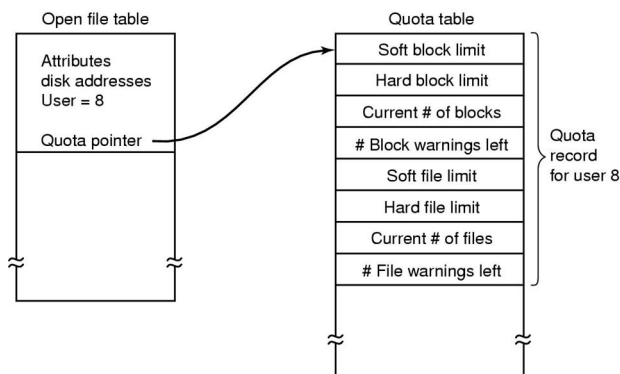 Open file table
Attributes
disk addresses
User = 8
Quota pointer
Quota table
Soft block limit
Hard block limit
Current # of blocks
# Block warnings left
Soft file limit
Hard file limit
Current # of files
# File warnings left
Quota
record
for user 8